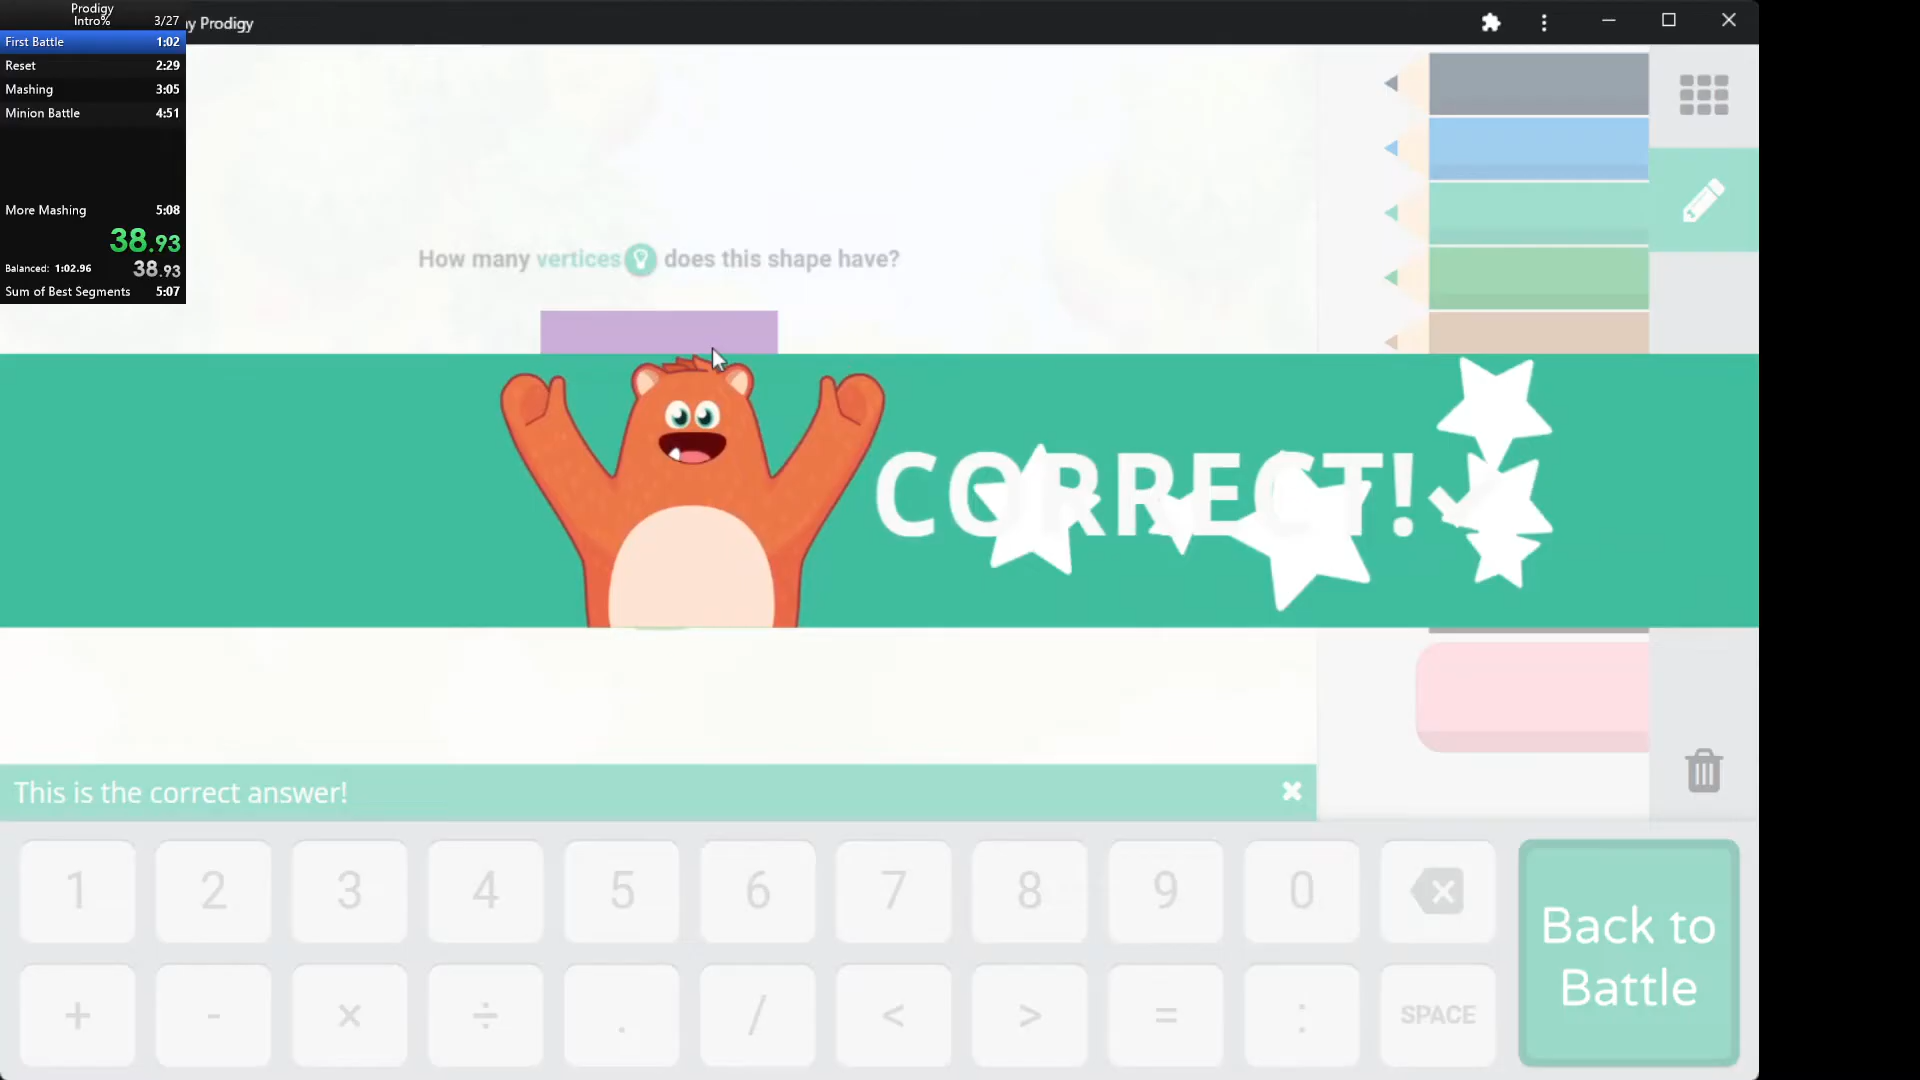 Prodigy
Intro%
3/27
First Battle 1:02
Reset 2:29
Mashing 3:05
Minion Battle 4:51
More Mashing 5:08
38.93
Balanced: 1:02.96 38.93
Sum of Best Segments 5:07
y Prodigy
How many vertices does this shape have?
CORRECT!
This is the correct answer!
1 2 3 4 5 6 7 8 9 0
+ - × ÷ . / < > = : SPACE
Back to
Battle